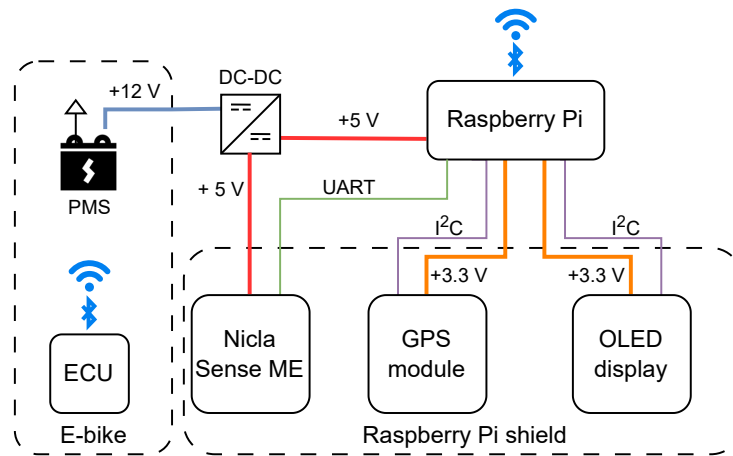 DC-DC
+12 V
Raspberry Pi
+5 V
PMS
+ 5 V
UART
I²C
I²C
+3.3 V
+3.3 V
Nicla
Sense ME
GPS
module
OLED
display
ECU
E-bike
Raspberry Pi shield